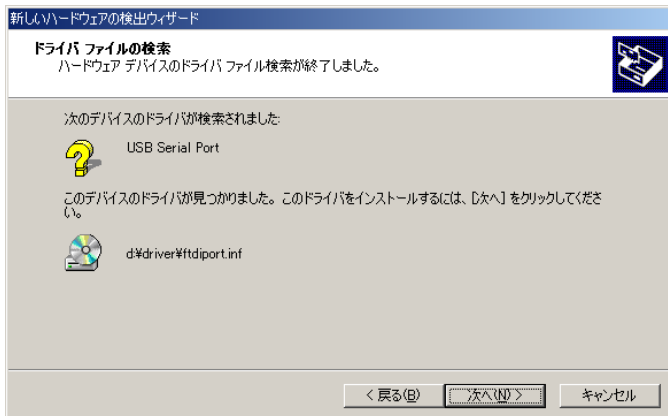 新しいハードウェアの検出ウィザード
ドライバ ファイルの検索
ハードウェア デバイスのドライバ ファイル検索が終了しました。
次のデバイスのドライバが検索されました:
USB Serial Port
このデバイスのドライバが見つかりました。このドライバをインストールするには、[次へ] をクリックしてくださ
い。
d:¥driver¥ftdiport.inf
< 戻る(B) 次へ(N) > キャンセル